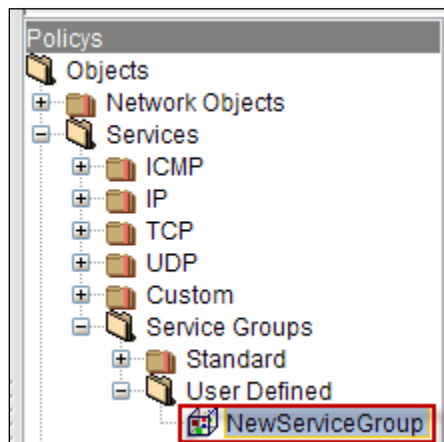 Policys
Objects
Network Objects
Services
ICMP
IP
TCP
UDP
Custom
Service Groups
Standard
User Defined
NewServiceGroup